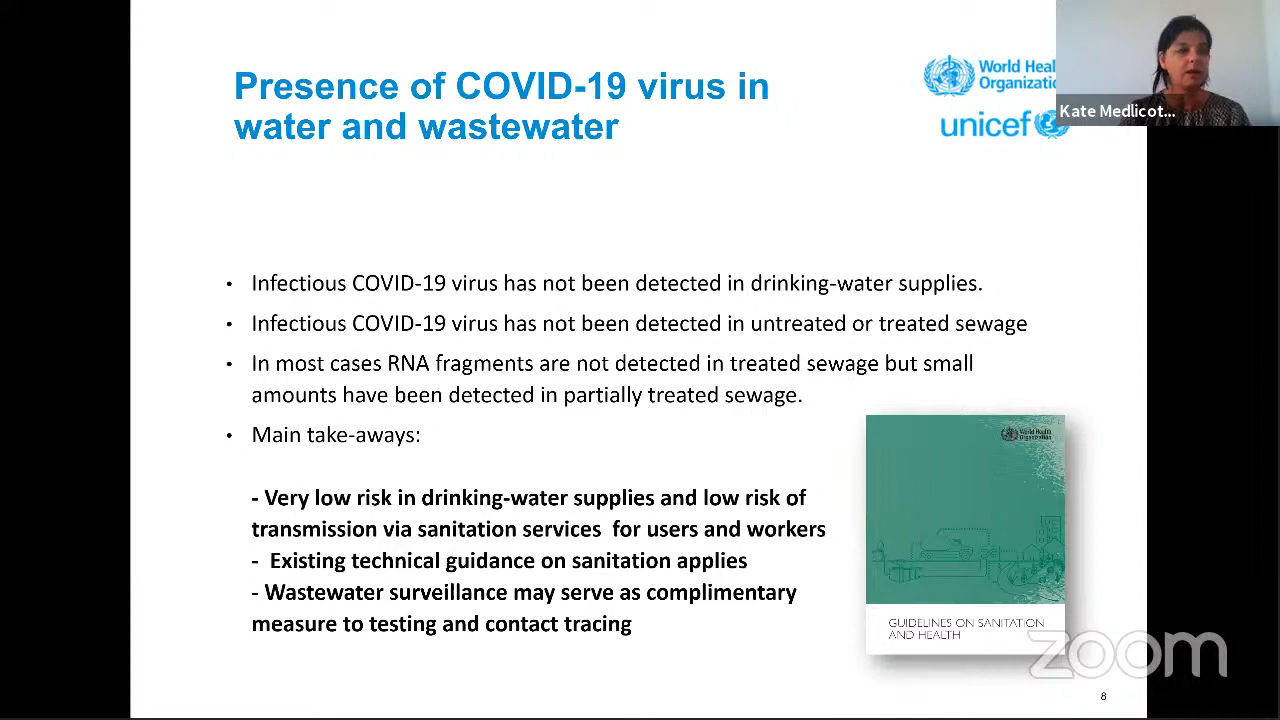 Presence of COVID-19 virus in
water and wastewater
World Hea
Organizatio
unicef
Kate Medlicot...
• Infectious COVID-19 virus has not been detected in drinking-water supplies.
• Infectious COVID-19 virus has not been detected in untreated or treated sewage
• In most cases RNA fragments are not detected in treated sewage but small
amounts have been detected in partially treated sewage.
• Main take-aways:
- Very low risk in drinking-water supplies and low risk of
transmission via sanitation services for users and workers
- Existing technical guidance on sanitation applies
- Wastewater surveillance may serve as complimentary
measure to testing and contact tracing
World Health
Organization
GUIDELINES ON SANITATION
AND HEALTH
zoom
8